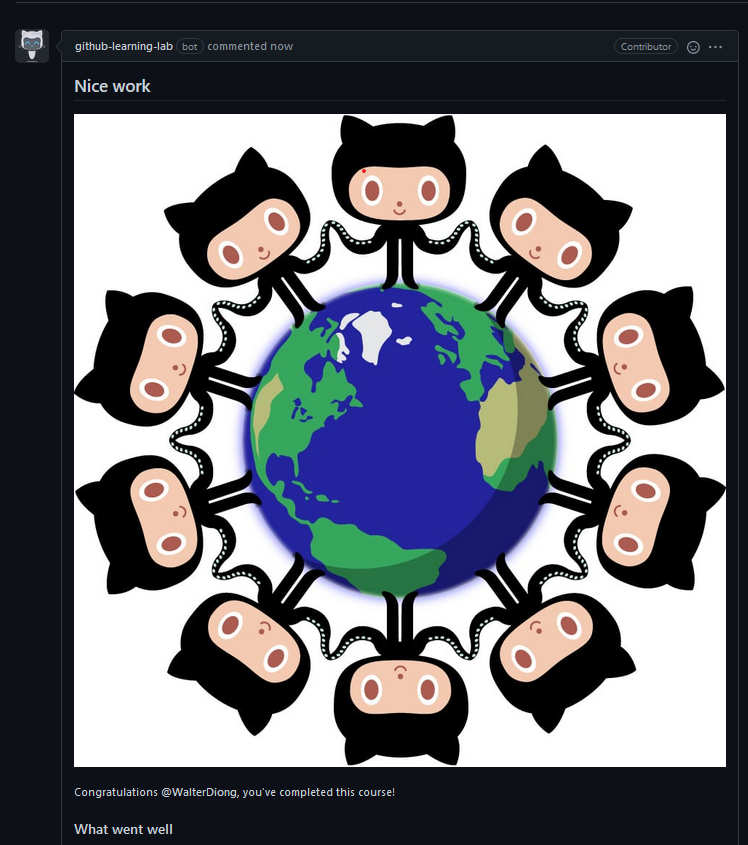 github-learning-lab bot commented now Contributor
Nice work
Congratulations @WalterDiong, you've completed this course!
What went well